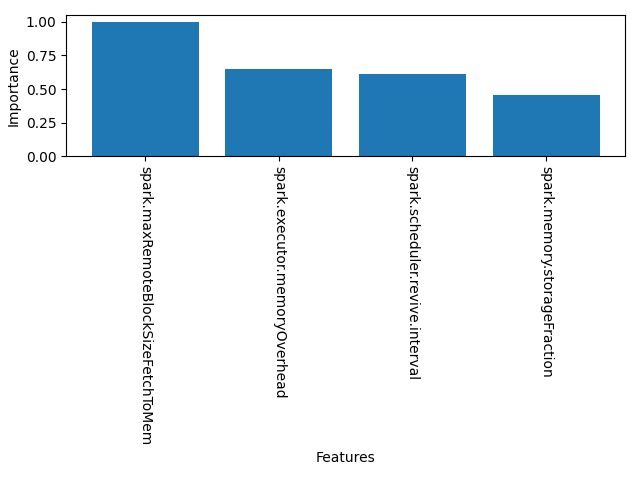 1.00
0.75
0.50
0.25
0.00
Importance
spark.maxRemoteBlockSizeFetchToMem
spark.executor.memoryOverhead
spark.scheduler.revive.interval
spark.memory.storageFraction
Features